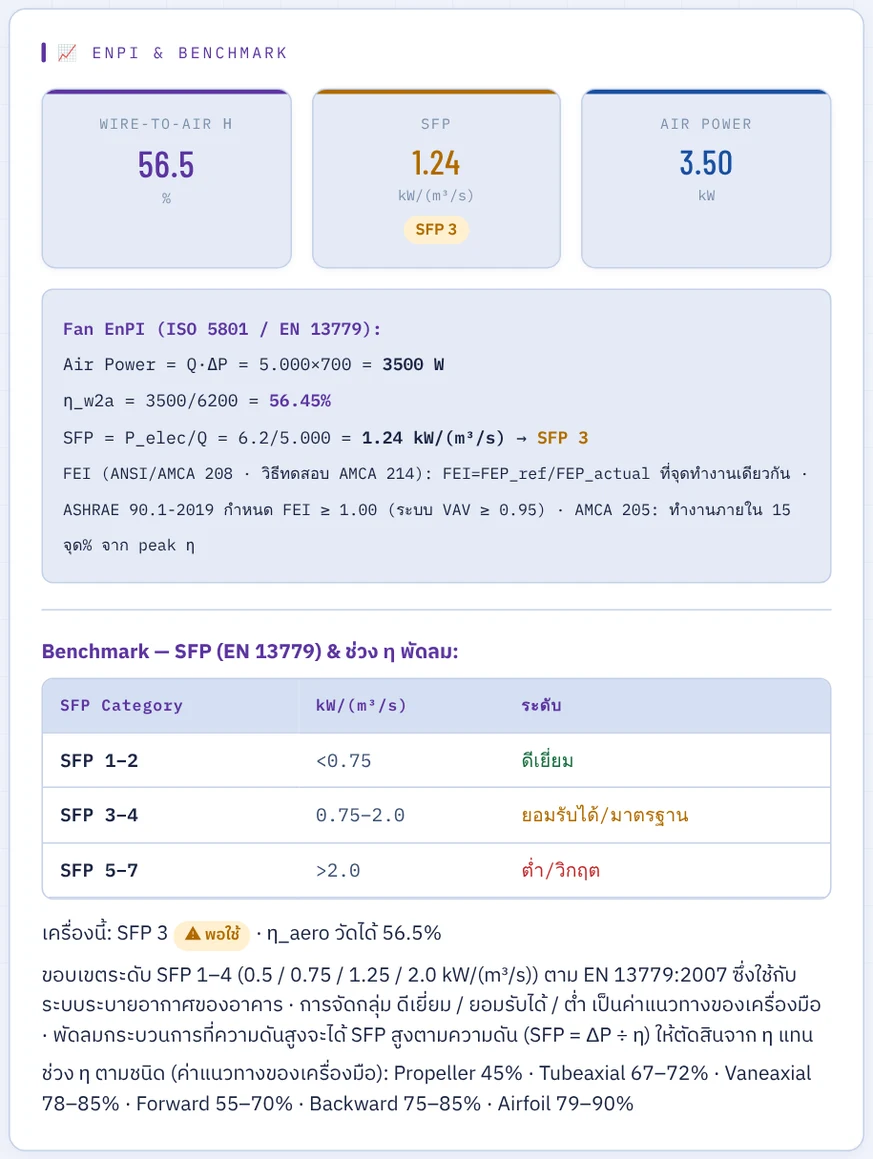 📈 ENPI & BENCHMARK
WIRE-TO-AIR Η
56.5
%
SFP
1.24
kW/(m³/s)
SFP 3
AIR POWER
3.50
kW
Fan EnPI (ISO 5801 / EN 13779):
Air Power = Q·ΔP = 5.000×700 = 3500 W
η_w2a = 3500/6200 = 56.45%
SFP = P_elec/Q = 6.2/5.000 = 1.24 kW/(m³/s) → SFP 3
FEI (ANSI/AMCA 208 · วิธีทดสอบ AMCA 214): FEI=FEP_ref/FEP_actual ที่จุดทำงานเดียวกัน ·
ASHRAE 90.1-2019 กำหนด FEI ≥ 1.00 (ระบบ VAV ≥ 0.95) · AMCA 205: ทำงานภายใน 15
จุด% จาก peak η
Benchmark — SFP (EN 13779) & ช่วง η พัดลม:
SFP Category kW/(m³/s) ระดับ
SFP 1–2 <0.75 ดีเยี่ยม
SFP 3–4 0.75–2.0 ยอมรับได้/มาตรฐาน
SFP 5–7 >2.0 ต่ำ/วิกฤต
เครื่องนี้: SFP 3 ⚠ พอใช้ · η_aero วัดได้ 56.5%
ขอบเขตระดับ SFP 1–4 (0.5 / 0.75 / 1.25 / 2.0 kW/(m³/s)) ตาม EN 13779:2007 ซึ่งใช้กับ
ระบบระบายอากาศของอาคาร · การจัดกลุ่ม ดีเยี่ยม / ยอมรับได้ / ต่ำ เป็นค่าแนวทางของเครื่องมือ
· พัดลมกระบวนการที่ความดันสูงจะได้ SFP สูงตามความดัน (SFP = ΔP ÷ η) ให้ตัดสินจาก η แทน
ช่วง η ตามชนิด (ค่าแนวทางของเครื่องมือ): Propeller 45% · Tubeaxial 67–72% · Vaneaxial
78–85% · Forward 55–70% · Backward 75–85% · Airfoil 79–90%